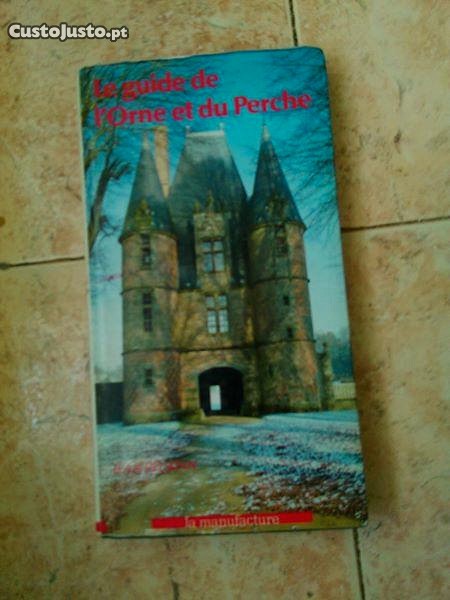 CustoJusto.pt
Le guide de
l'Orne et du Perche
la manufacture